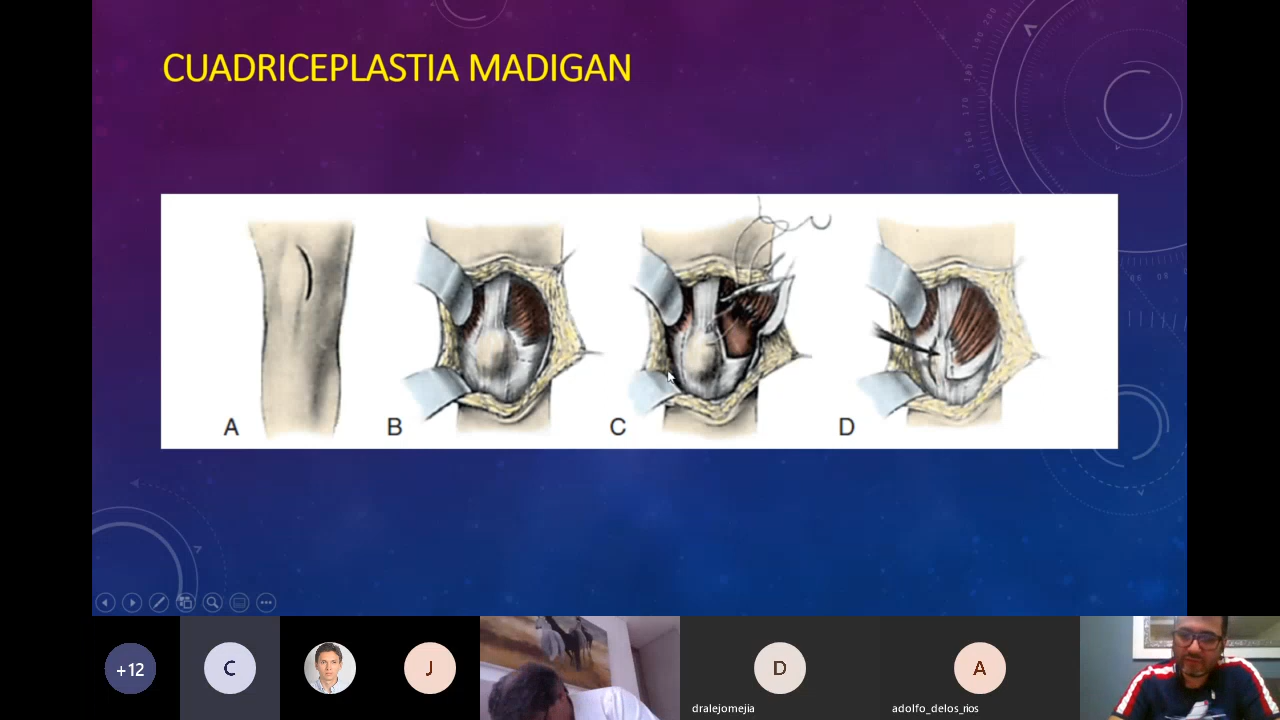 CUADRICEPLASTIA MADIGAN
A
B
C
D
+12
C
J
D
A
dralejomejia
adolfo_delos_rios